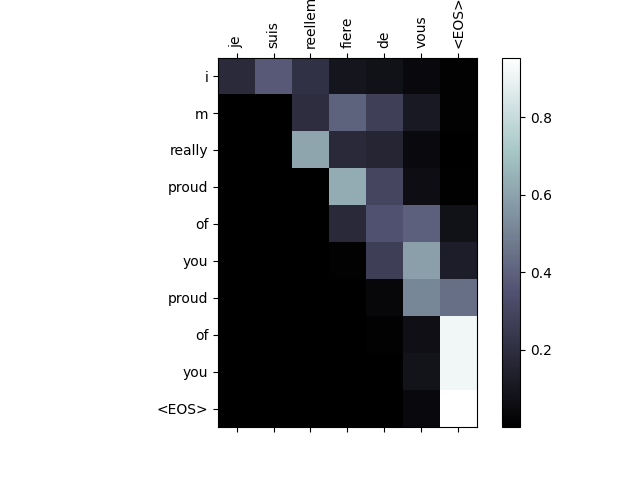 je suis reellem fiere de vous <EOS>
i
m
really
proud
of
you
proud
of
you
<EOS>
0.8
0.6
0.4
0.2